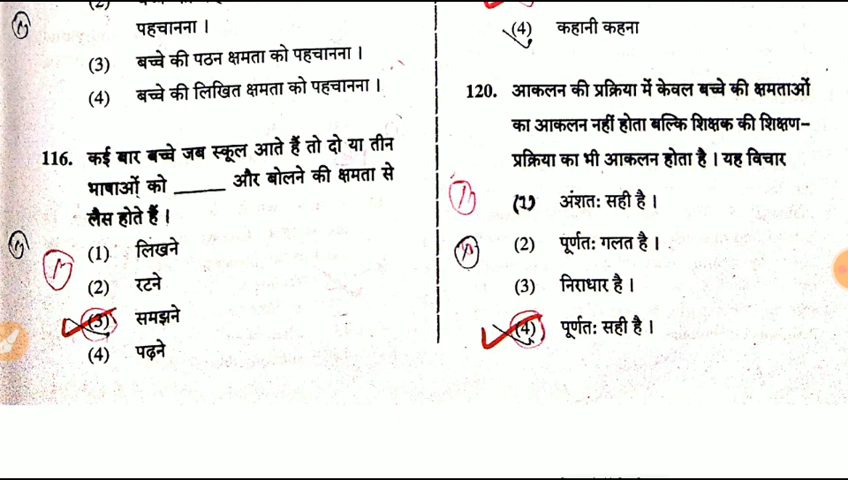 पहचानना ।
(3) बच्चे की पठन क्षमता को पहचानना ।
(4) बच्चे की लिखित क्षमता को पहचानना ।
116. कई बार बच्चे जब स्कूल आते हैं तो दो या तीन
भाषाओं को ______ और बोलने की क्षमता से
लैस होते हैं ।
(1) लिखने
(2) रटने
(3) समझने
(4) पढ़ने
(4) कहानी कहना
120. आकलन की प्रक्रिया में केवल बच्चे की क्षमताओं
का आकलन नहीं होता बल्कि शिक्षक की शिक्षण-
प्रक्रिया का भी आकलन होता है । यह विचार
(1) अंशतः सही है ।
(2) पूर्णतः गलत है ।
(3) निराधार है ।
(4) पूर्णतः सही है ।